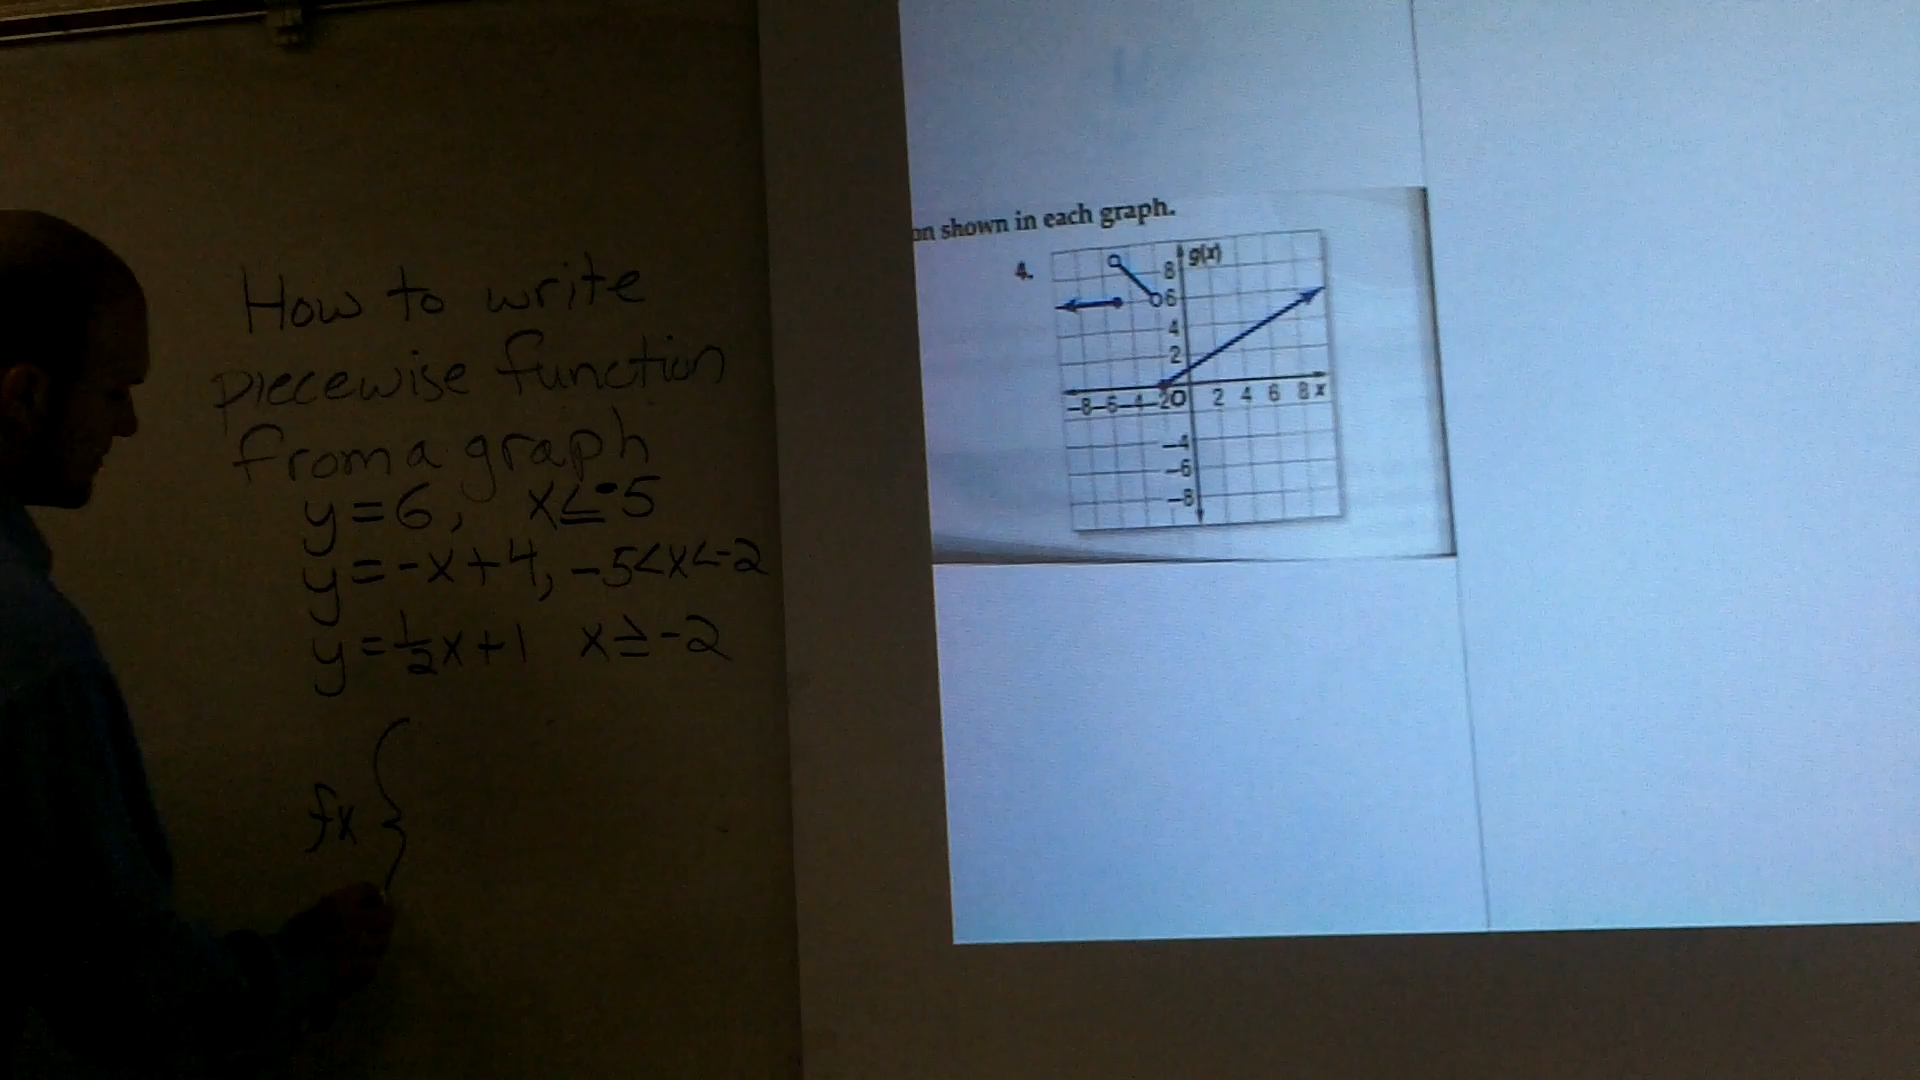 How to write
piecewise function
from a graph
y=6, x≤-5
y=-x+4, -5<x<-2
y=½x+1 x≥-2
fx {
on shown in each graph.
4.
g(x)
8
6
4
2
-8 -6 -4 -2 O 2 4 6 8 x
-4
-6
-8